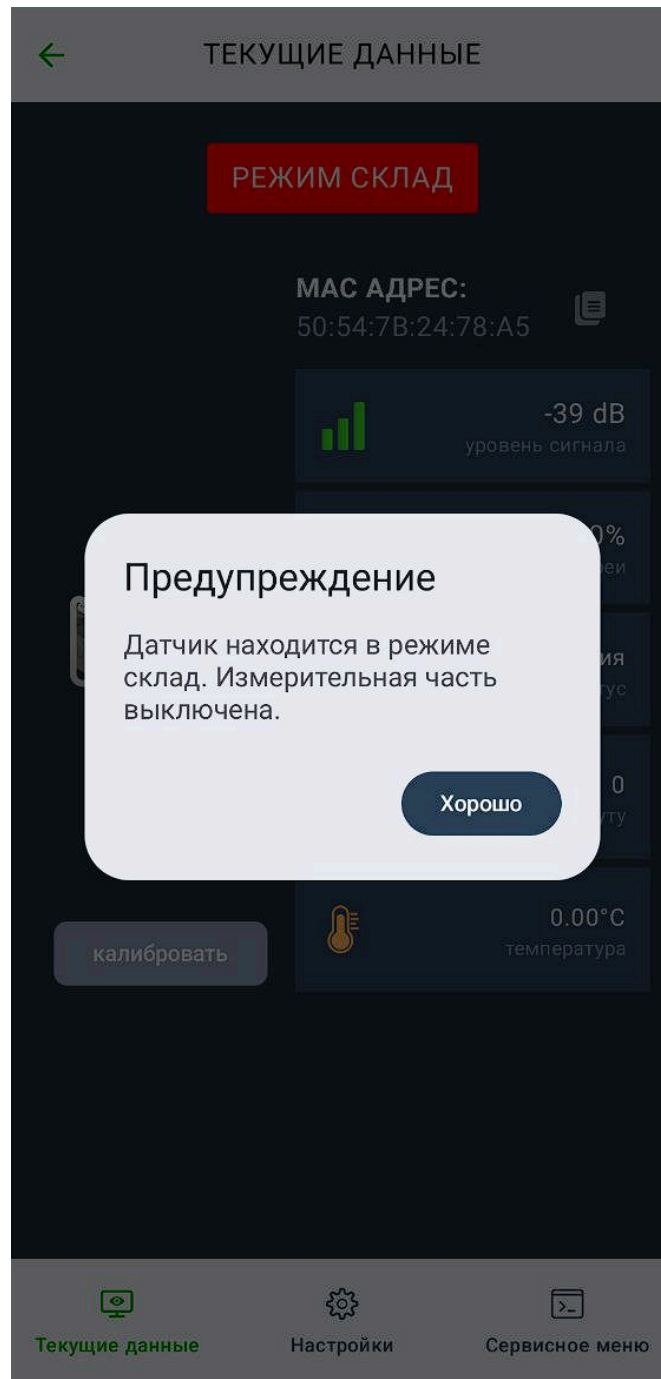 ТЕКУЩИЕ ДАННЫЕ
РЕЖИМ СКЛАД
МАС АДРЕС:
50:54:7B:24:78:A5
-39 dB
уровень сигнала
Предупреждение
Датчик находится в режиме
склад. Измерительная часть
выключена.
Хорошо
0
0.00°C
температура
калибровать
Текущие данные
Настройки
Сервисное меню